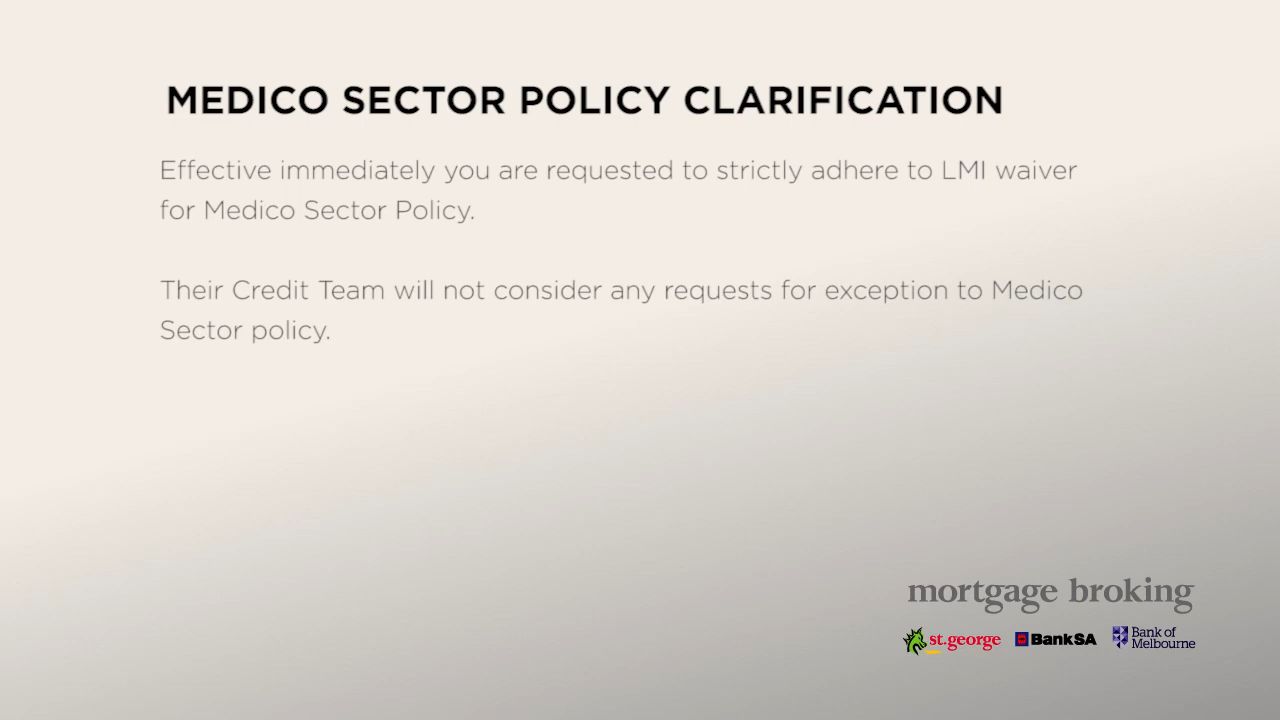 MEDICO SECTOR POLICY CLARIFICATION
Effective immediately you are requested to strictly adhere to LMI waiver
for Medico Sector Policy.
Their Credit Team will not consider any requests for exception to Medico
Sector policy.
mortgage broking
st.george
BankSA
Bank of
Melbourne